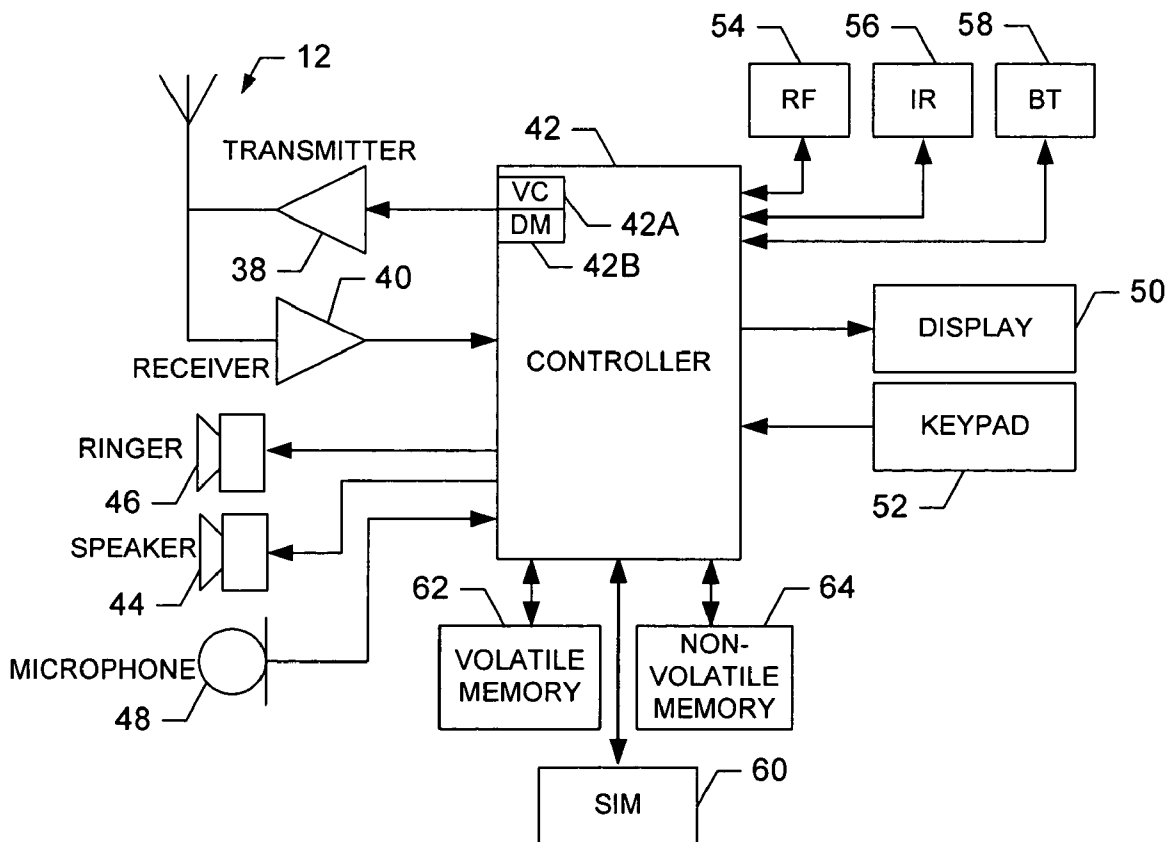 12
54
56
58
RF
IR
BT
TRANSMITTER
42
VC
DM
42A
42B
38
40
RECEIVER
CONTROLLER
50
DISPLAY
KEYPAD
52
RINGER
46
SPEAKER
44
MICROPHONE
48
62
VOLATILE
MEMORY
64
NON-
VOLATILE
MEMORY
60
SIM